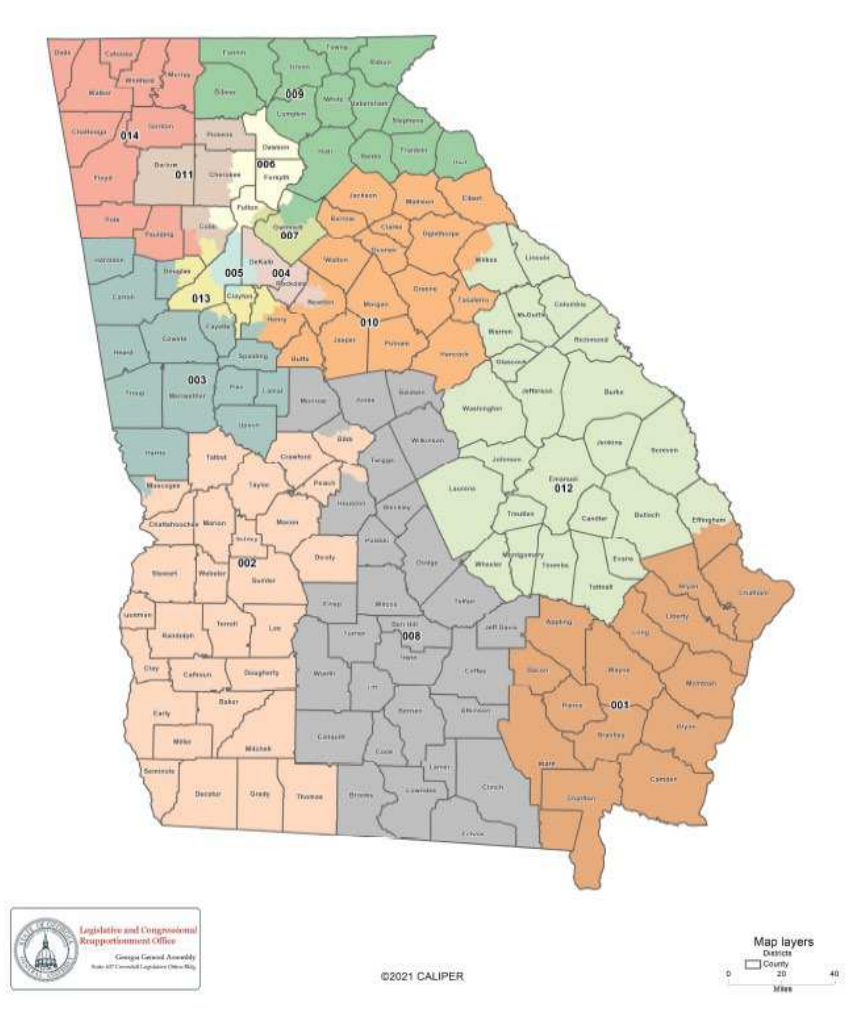 Dade
Catoosa
Whitfield
Murray
Walker
Fannin
Towns
Union
Rabun
Gilmer
009
White
Habersham
Lumpkin
Stephens
Chattooga
014
Gordon
Pickens
Dawson
Hall
Banks
Franklin
Hart
Floyd
Bartow
011
Cherokee
006
Forsyth
Jackson
Madison
Elbert
Polk
Paulding
Cobb
Fulton
Gwinnett
007
Barrow
Clarke
Oglethorpe
Oconee
Haralson
Douglas
005
DeKalb
004
Rockdale
Walton
Wilkes
Lincoln
Carroll
013
Clayton
Newton
Morgan
Greene
Taliaferro
Columbia
McDuffie
Fayette
Henry
010
Warren
Richmond
Heard
Coweta
Spalding
Butts
Jasper
Putnam
Hancock
Glascock
003
Troup
Meriwether
Pike
Lamar
Monroe
Jones
Baldwin
Washington
Jefferson
Burke
Upson
Bibb
Wilkinson
Jenkins
Screven
Harris
Talbot
Crawford
Twiggs
Johnson
Muscogee
Taylor
Peach
Houston
Bleckley
Laurens
Emanuel
012
Chattahoochee
Marion
Macon
Treutlen
Candler
Bulloch
Effingham
Schley
Pulaski
Dodge
Stewart
Webster
002
Sumter
Dooly
Wheeler
Montgomery
Toombs
Evans
Tattnall
Bryan
Chatham
Quitman
Randolph
Terrell
Lee
Crisp
Wilcox
Telfair
Jeff Davis
Appling
Long
Liberty
Turner
Ben Hill
008
Irwin
Clay
Calhoun
Dougherty
Worth
Tift
Coffee
Bacon
Wayne
McIntosh
Early
Baker
Berrien
Atkinson
Pierce
001
Glynn
Miller
Mitchell
Colquitt
Cook
Brantley
Seminole
Decatur
Grady
Thomas
Brooks
Lowndes
Lanier
Clinch
Ware
Camden
Echols
Charlton
STATE OF GEORGIA
GENERAL ASSEMBLY
Legislative and Congressional
Reapportionment Office
Georgia General Assembly
©2021 CALIPER
Map layers
Districts
County
0 20 40
Miles